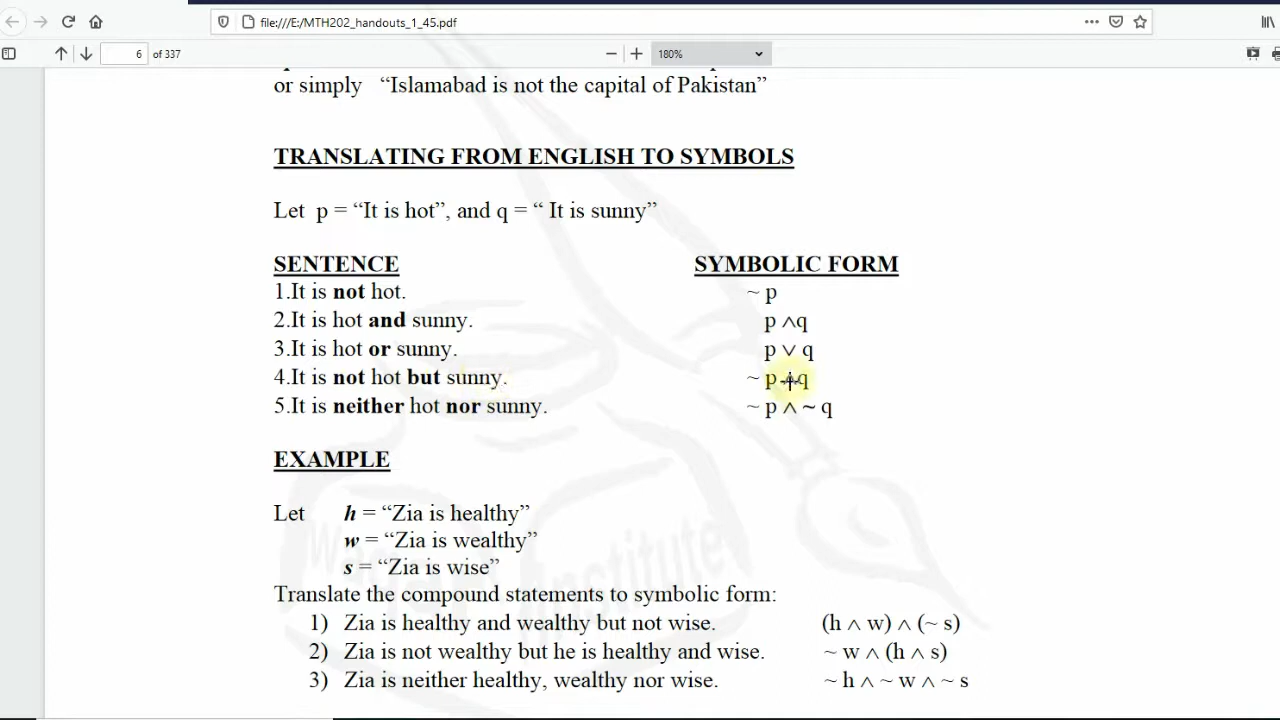 file:///E:/MTH202_handouts_1_45.pdf
6 of 337
180%
or simply “Islamabad is not the capital of Pakistan”
TRANSLATING FROM ENGLISH TO SYMBOLS
Let p = “It is hot”, and q = “ It is sunny”
SENTENCE SYMBOLIC FORM
1.It is not hot. ~ p
2.It is hot and sunny. p ∧q
3.It is hot or sunny. p ∨ q
4.It is not hot but sunny. ~ p ∧q
5.It is neither hot nor sunny. ~ p ∧ ~ q
EXAMPLE
Let h = “Zia is healthy”
w = “Zia is wealthy”
s = “Zia is wise”
Translate the compound statements to symbolic form:
1) Zia is healthy and wealthy but not wise. (h ∧ w) ∧ (~ s)
2) Zia is not wealthy but he is healthy and wise. ~ w ∧ (h ∧ s)
3) Zia is neither healthy, wealthy nor wise. ~ h ∧ ~ w ∧ ~ s